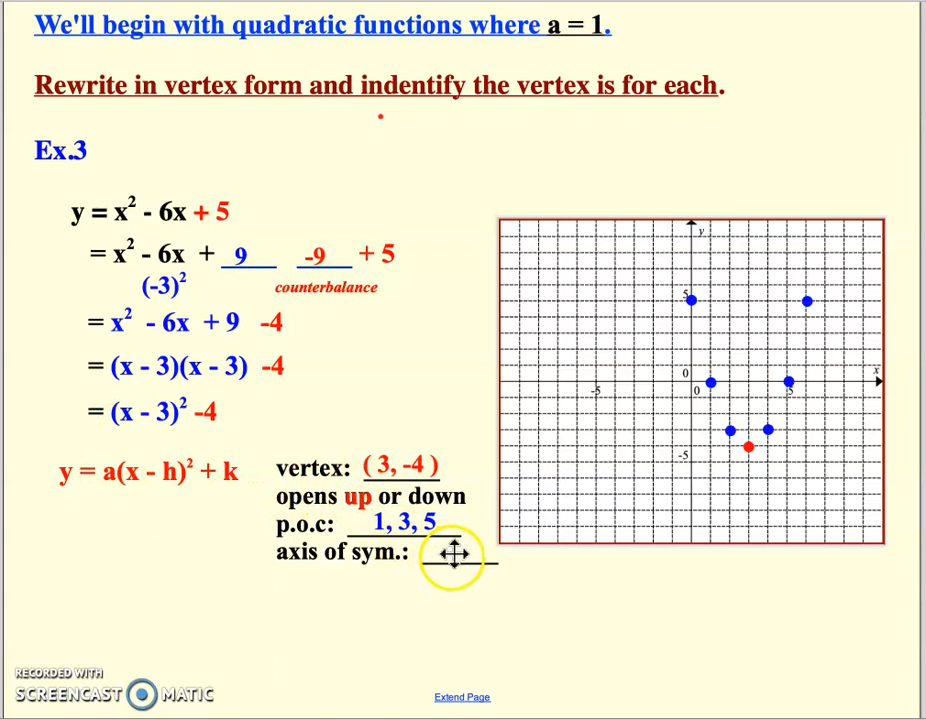 We'll begin with quadratic functions where a = 1.
Rewrite in vertex form and indentify the vertex is for each.
Ex.3
y = x² - 6x + 5
= x² - 6x + 9 -9 + 5
(-3)² counterbalance
= x² - 6x + 9 -4
= (x - 3)(x - 3) -4
= (x - 3)² -4
y = a(x - h)² + k
vertex: ( 3, -4 )
opens up or down
p.o.c: 1, 3, 5
axis of sym.:
y
5
0
x
-5
0
5
-5
RECORDED WITH
SCREENCAST MATIC
Extend Page